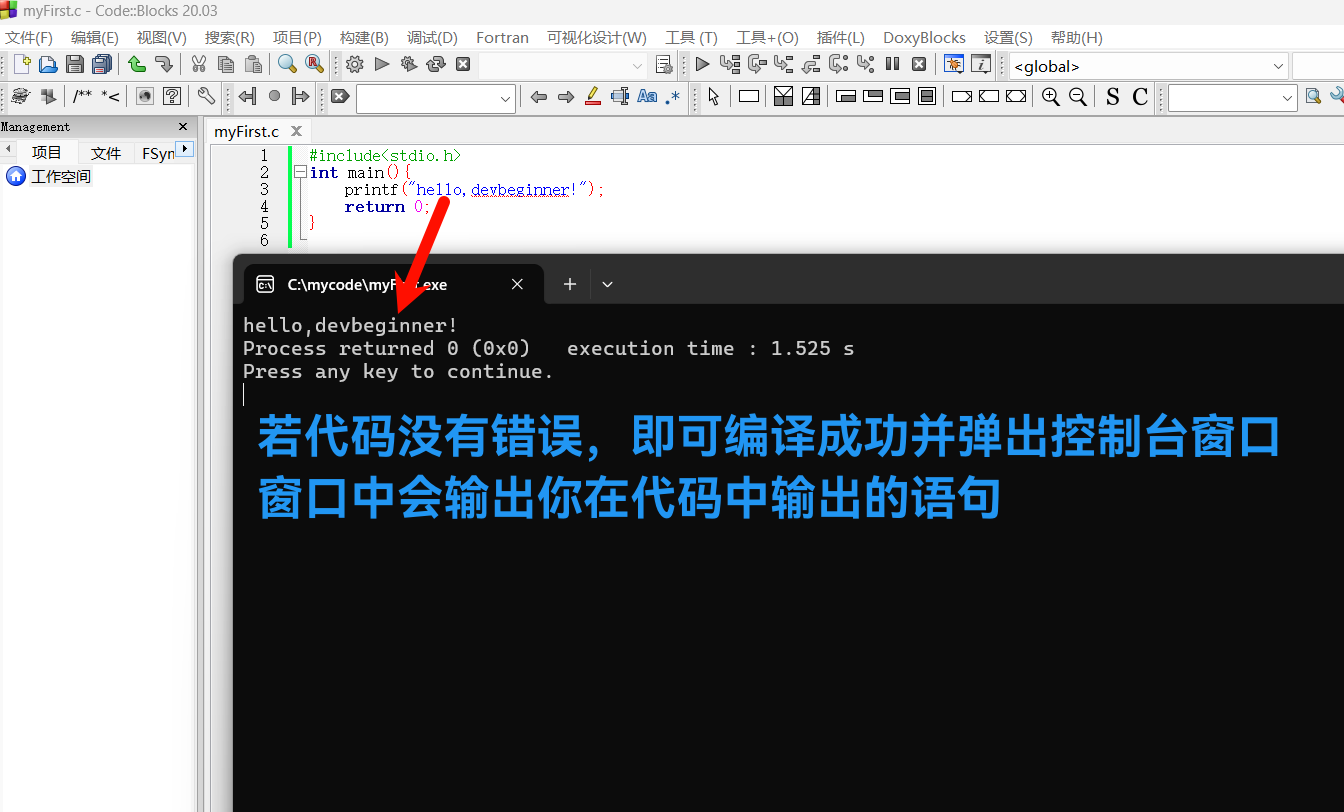 myFirst.c - Code::Blocks 20.03
文件(F) 编辑(E) 视图(V) 搜索(R) 项目(P) 构建(B) 调试(D) Fortran 可视化设计(W) 工具 (T) 工具+(O) 插件(L) DoxyBlocks 设置(S) 帮助(H)
<global>
/** *< Aa .* S C
Management
项目 文件 FSyn
工作空间
myFirst.c
1 #include<stdio.h>
2 int main(){
3 printf("hello,devbeginner!");
4 return 0;
5 }
6
C:\mycode\myF .exe
hello,devbeginner!
Process returned 0 (0x0) execution time : 1.525 s
Press any key to continue.
若代码没有错误，即可编译成功并弹出控制台窗口
窗口中会输出你在代码中输出的语句